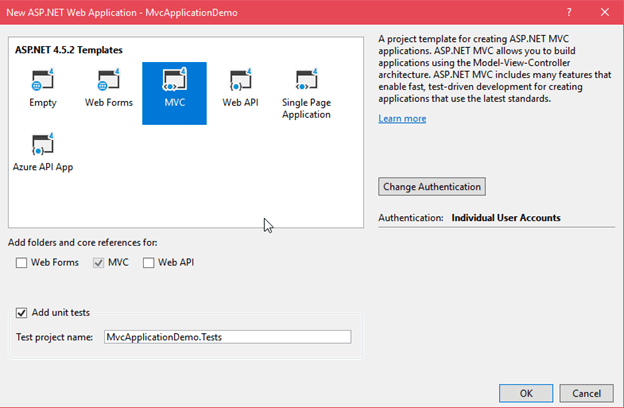 New ASP.NET Web Application - MvcApplicationDemo
ASP.NET 4.5.2 Templates
Empty
Web Forms
MVC
Web API
Single Page
Application
Azure API App
A project template for creating ASP.NET MVC
applications. ASP.NET MVC allows you to build
applications using the Model-View-Controller
architecture. ASP.NET MVC includes many features that
enable fast, test-driven development for creating
applications that use the latest standards.
Learn more
Change Authentication
Authentication: Individual User Accounts
Add folders and core references for:
Web Forms
MVC
Web API
Add unit tests
Test project name: MvcApplicationDemo.Tests
OK
Cancel